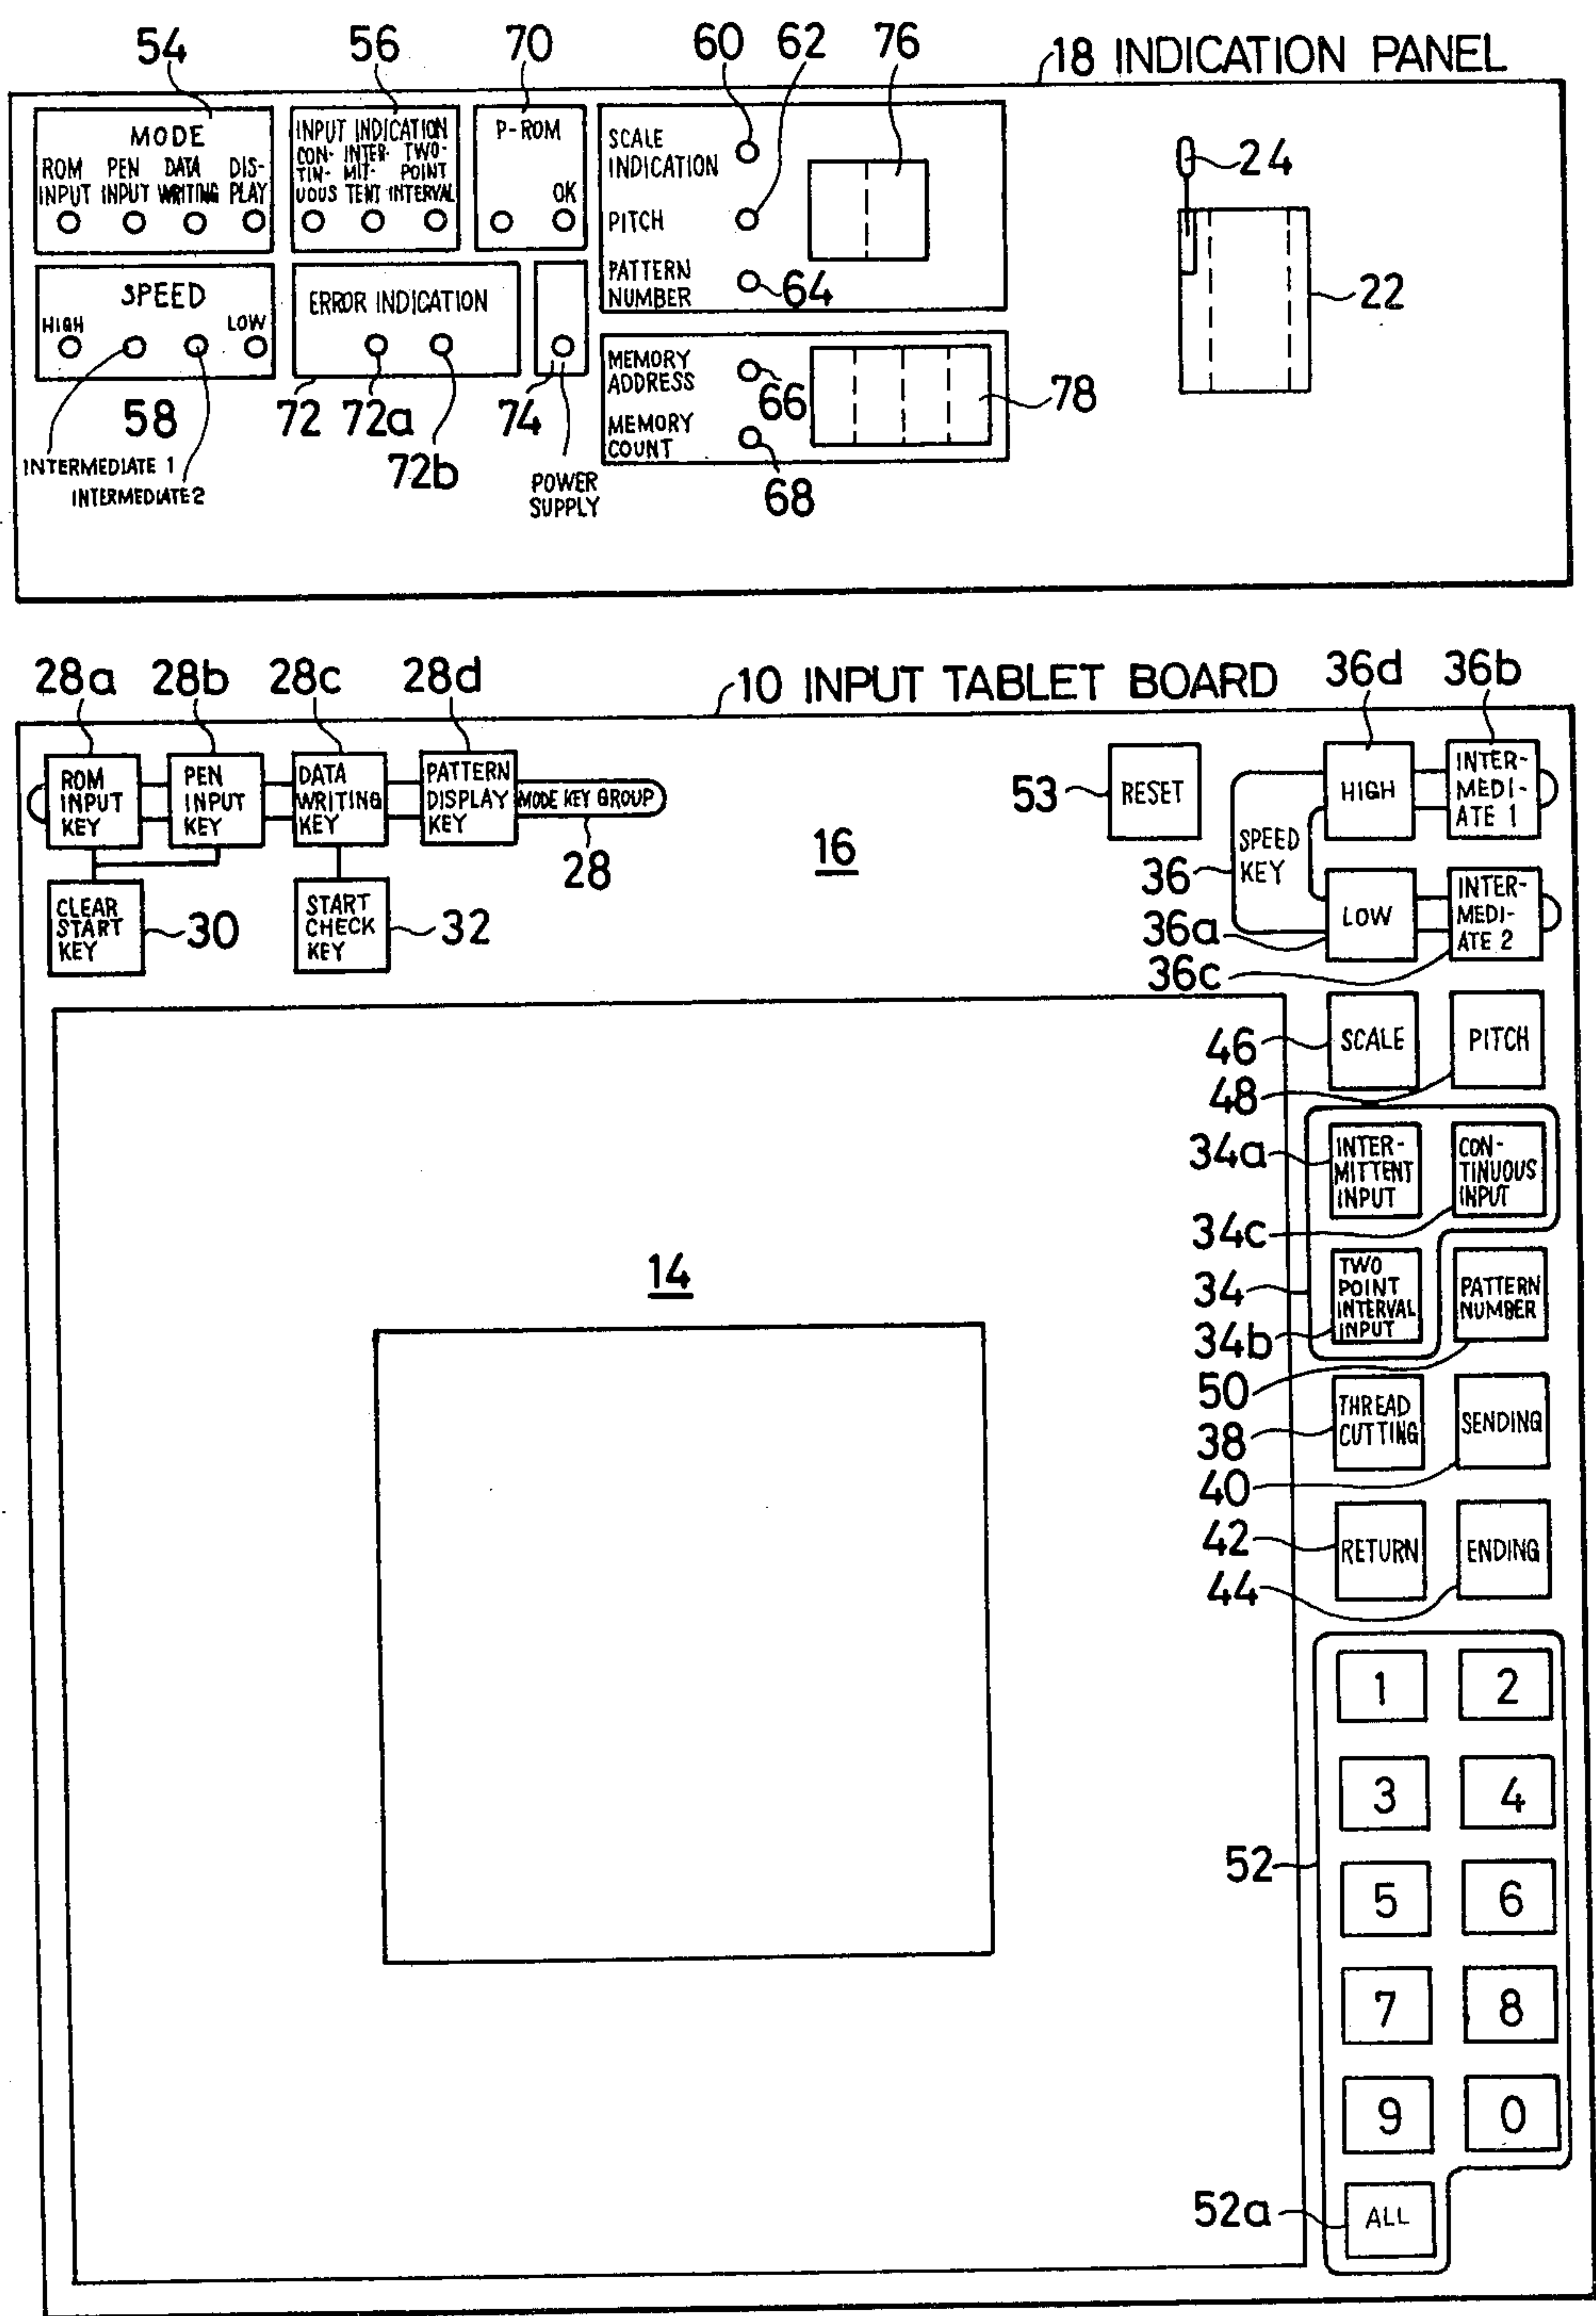 54 56 70 60 62 76
18 INDICATION PANEL
MODE
ROM INPUT
PEN INPUT
DATA WRITING
DIS-
PLAY
INPUT INDICATION
CON-
TIN-
UOUS
INTER-
MIT-
TENT
TWO-
POINT
INTERVAL
P-ROM
OK
SCALE
INDICATION
PITCH
PATTERN
NUMBER
64
24
22
SPEED
HIGH
LOW
58
INTERMEDIATE 1
INTERMEDIATE 2
ERROR INDICATION
72 72a
72b
74
POWER
SUPPLY
MEMORY
ADDRESS
66
MEMORY
COUNT
68
78
28a 28b 28c 28d
10 INPUT TABLET BOARD
36d 36b
ROM
INPUT
KEY
PEN
INPUT
KEY
DATA
WRITING
KEY
PATTERN
DISPLAY
KEY
MODE KEY GROUP
28
CLEAR
START
KEY
30
START
CHECK
KEY
32
16
53
RESET
36
SPEED
KEY
HIGH
INTER-
MEDI-
ATE 1
36a
LOW
INTER-
MEDI-
ATE 2
36c
46
SCALE
PITCH
48
34a
INTER-
MITTENT
INPUT
CON-
TINUOUS
INPUT
34c
14
34
TWO
POINT
INTERVAL
INPUT
PATTERN
NUMBER
34b
50
38
THREAD
CUTTING
SENDING
40
42
RETURN
ENDING
44
1 2
3 4
52
5 6
7 8
9 0
52a
ALL